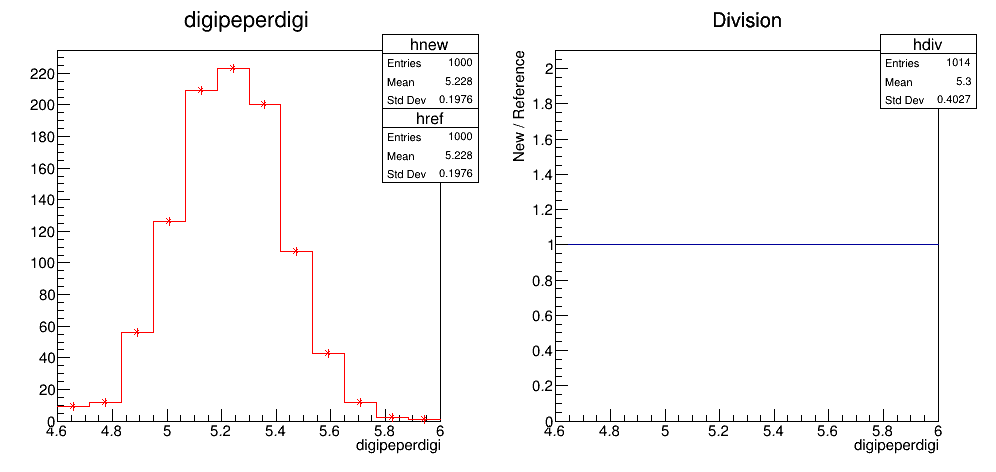 digipeperdigi
hnew
Entries 1000
Mean 5.228
Std Dev 0.1976
href
Entries 1000
Mean 5.228
Std Dev 0.1976
220
200
180
160
140
120
100
80
60
40
20
0
4.6 4.8 5 5.2 5.4 5.6 5.8 6
digipeperdigi
Division
hdiv
Entries 1014
Mean 5.3
Std Dev 0.4027
New / Reference
2
1.8
1.6
1.4
1.2
1
0.8
0.6
0.4
0.2
0
4.6 4.8 5 5.2 5.4 5.6 5.8 6
digipeperdigi